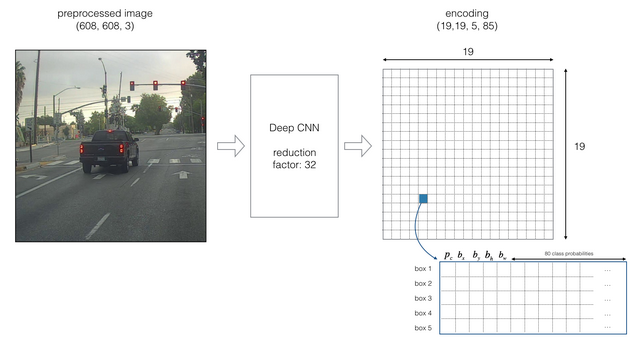 preprocessed image
(608, 608, 3)
encoding
(19,19, 5, 85)
19
Deep CNN
reduction
factor: 32
19
p_c b_x b_y b_h b_w
80 class probabilities
box 1 ...
box 2 ...
box 3 ...
box 4 ...
box 5 ...